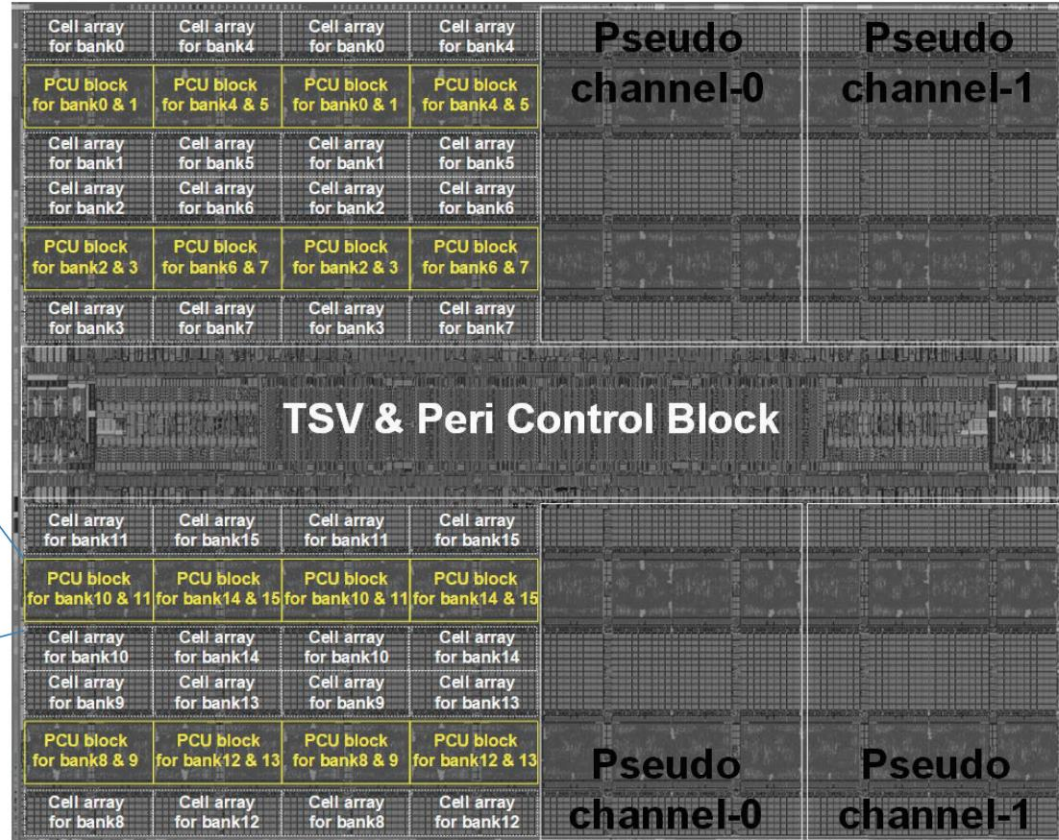 Cell array
for bank0
Cell array
for bank4
Cell array
for bank0
Cell array
for bank4
Pseudo
channel-0
Pseudo
channel-1
PCU block
for bank0 & 1
PCU block
for bank4 & 5
PCU block
for bank0 & 1
PCU block
for bank4 & 5
Cell array
for bank1
Cell array
for bank5
Cell array
for bank1
Cell array
for bank5
Cell array
for bank2
Cell array
for bank6
Cell array
for bank2
Cell array
for bank6
PCU block
for bank2 & 3
PCU block
for bank6 & 7
PCU block
for bank2 & 3
PCU block
for bank6 & 7
Cell array
for bank3
Cell array
for bank7
Cell array
for bank3
Cell array
for bank7
TSV & Peri Control Block
Cell array
for bank11
Cell array
for bank15
Cell array
for bank11
Cell array
for bank15
PCU block
for bank10 & 11
PCU block
for bank14 & 15
PCU block
for bank10 & 11
PCU block
for bank14 & 15
Cell array
for bank10
Cell array
for bank14
Cell array
for bank10
Cell array
for bank14
Cell array
for bank9
Cell array
for bank13
Cell array
for bank9
Cell array
for bank13
PCU block
for bank8 & 9
PCU block
for bank12 & 13
PCU block
for bank8 & 9
PCU block
for bank12 & 13
Pseudo
channel-0
Pseudo
channel-1
Cell array
for bank8
Cell array
for bank12
Cell array
for bank8
Cell array
for bank12